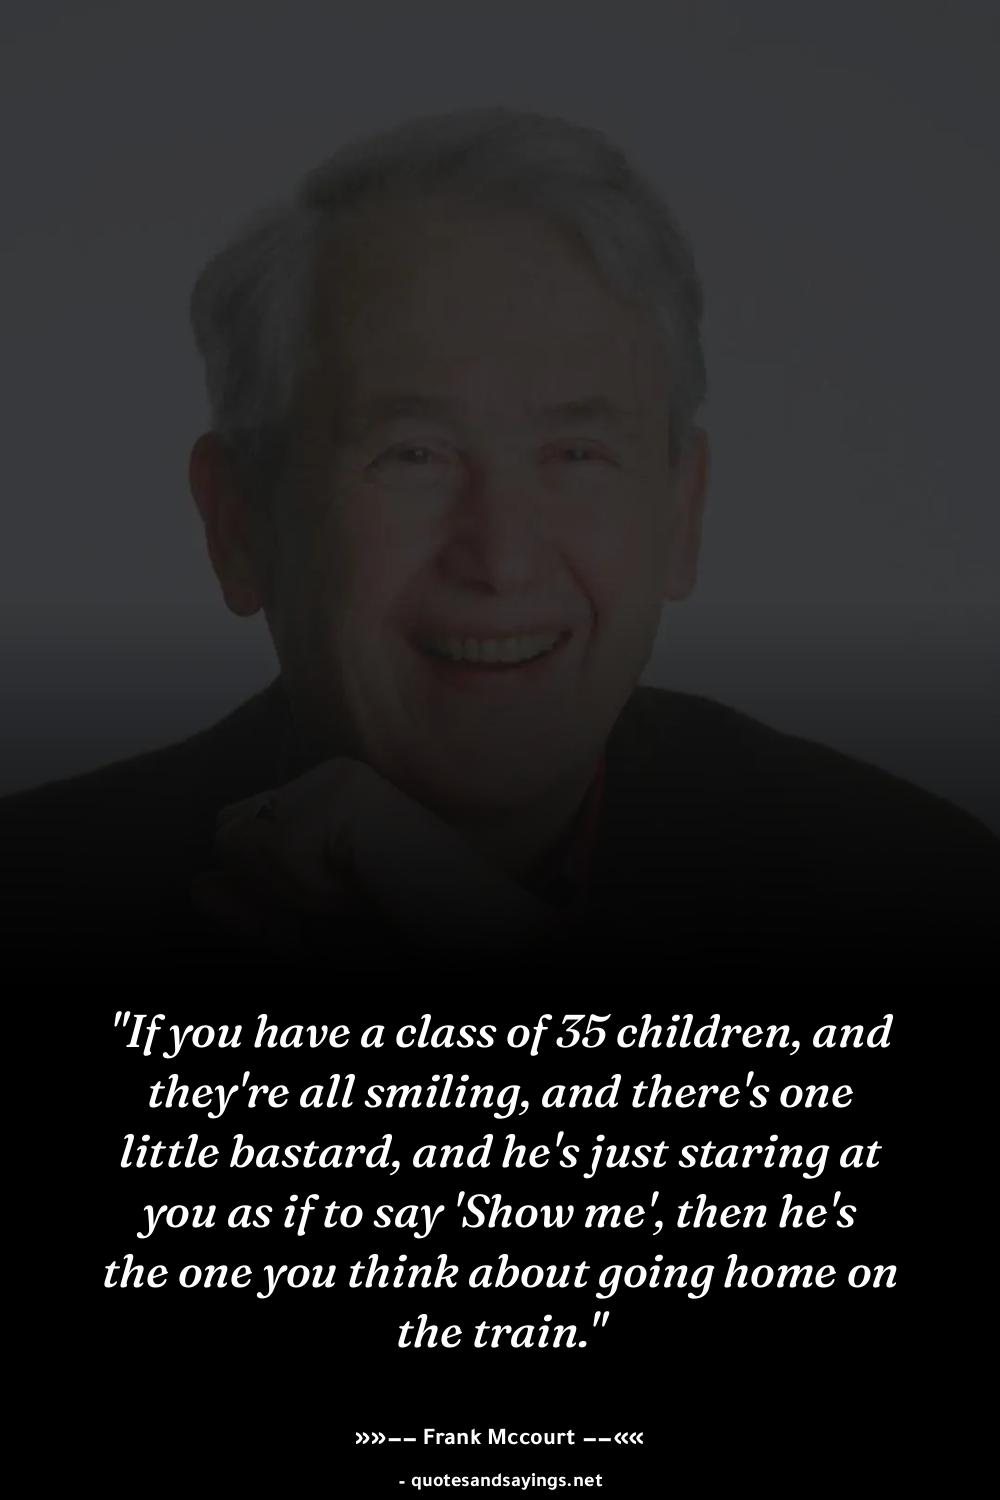 "If you have a class of 35 children, and
they're all smiling, and there's one
little bastard, and he's just staring at
you as if to say 'Show me', then he's
the one you think about going home on
the train."
»»−− Frank Mccourt −−««
- quotesandsayings.net